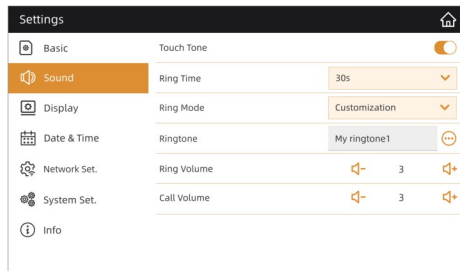 Settings
Basic
Sound
Display
Date & Time
Network Set.
System Set.
Info
Touch Tone
Ring Time 30s
Ring Mode Customization
Ringtone My ringtone1
Ring Volume 3
Call Volume 3